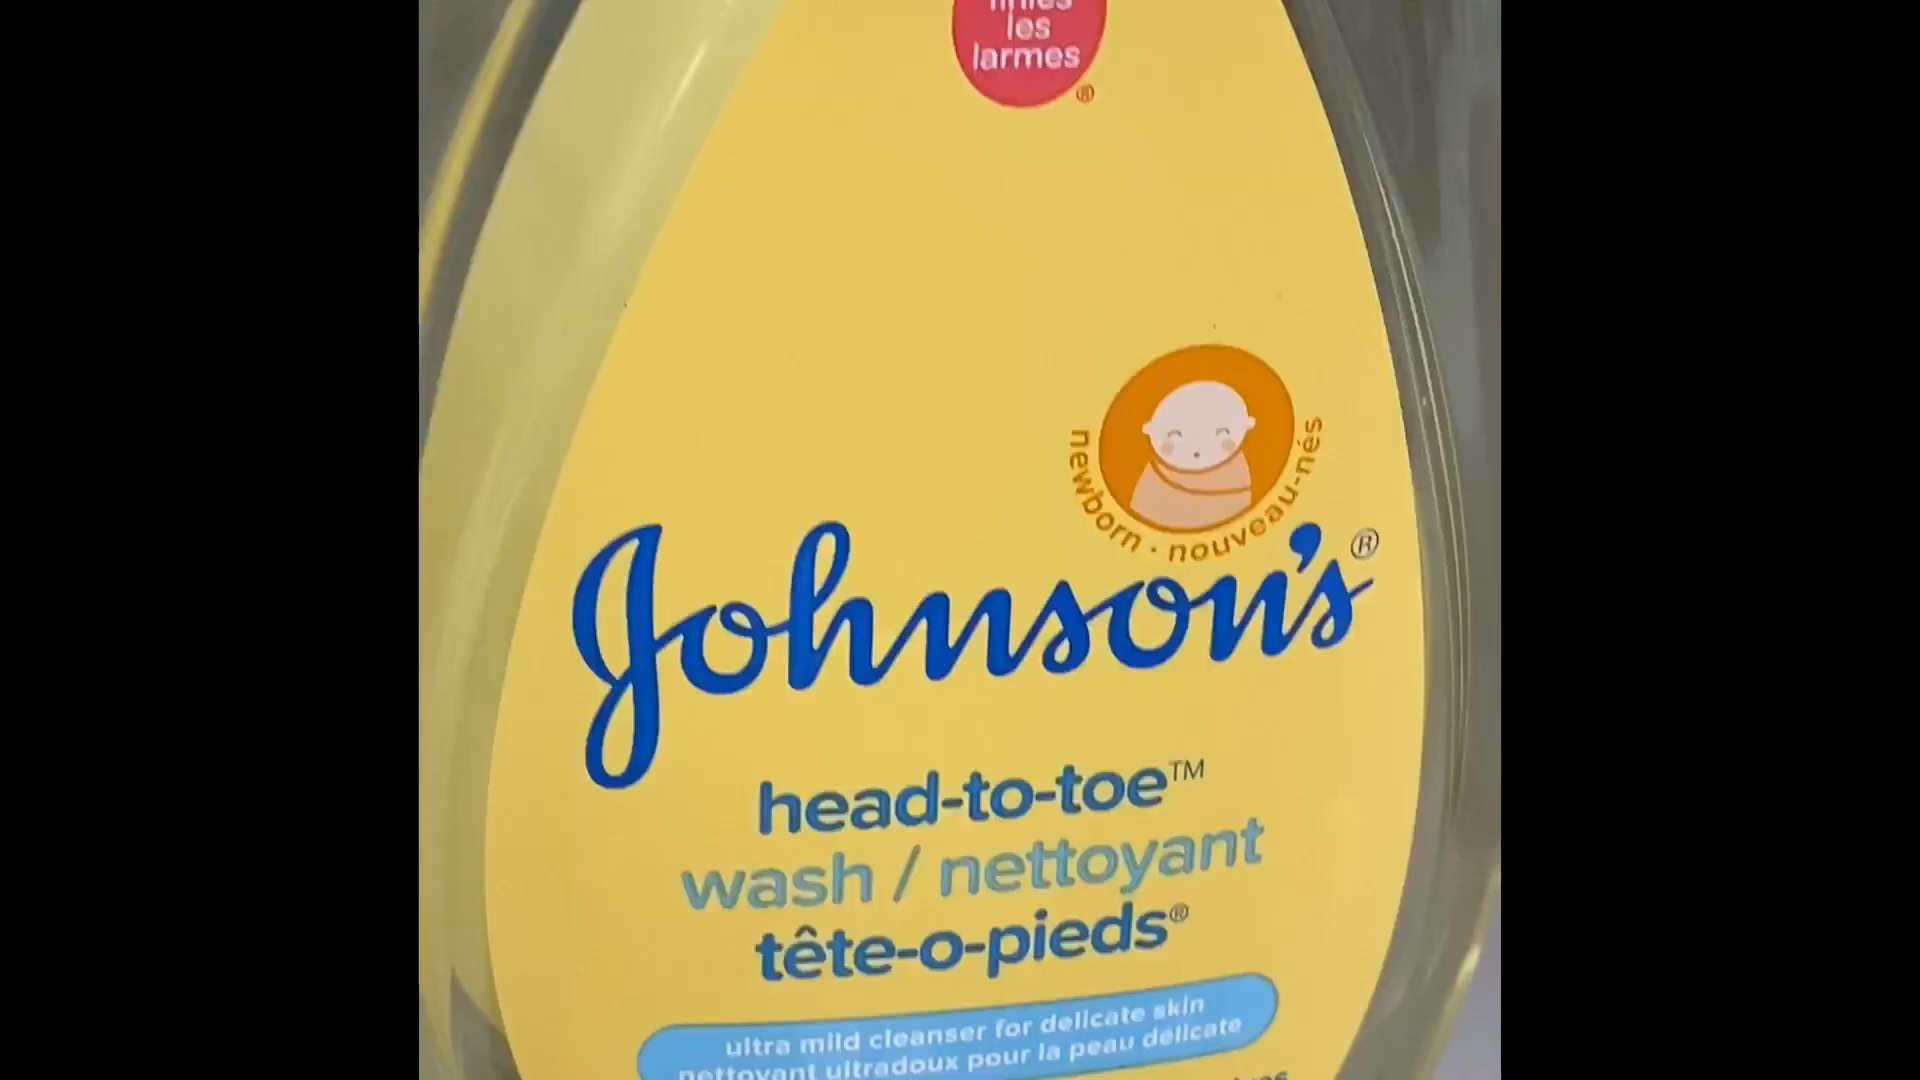 finies
les
larmes
®
newborn · nouveau-nés
Johnson's®
head-to-toe™
wash / nettoyant
tête-o-pieds®
ultra mild cleanser for delicate skin
nettoyant ultradoux pour la peau délicate